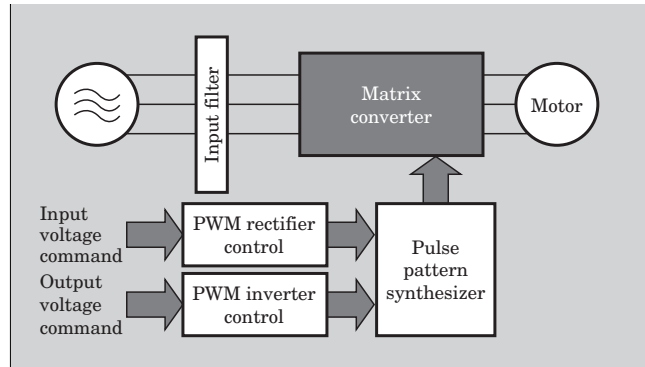 Input filter
Matrix
converter
Motor
Input
voltage
command
PWM rectifier
control
Pulse
pattern
synthesizer
Output
voltage
command
PWM inverter
control